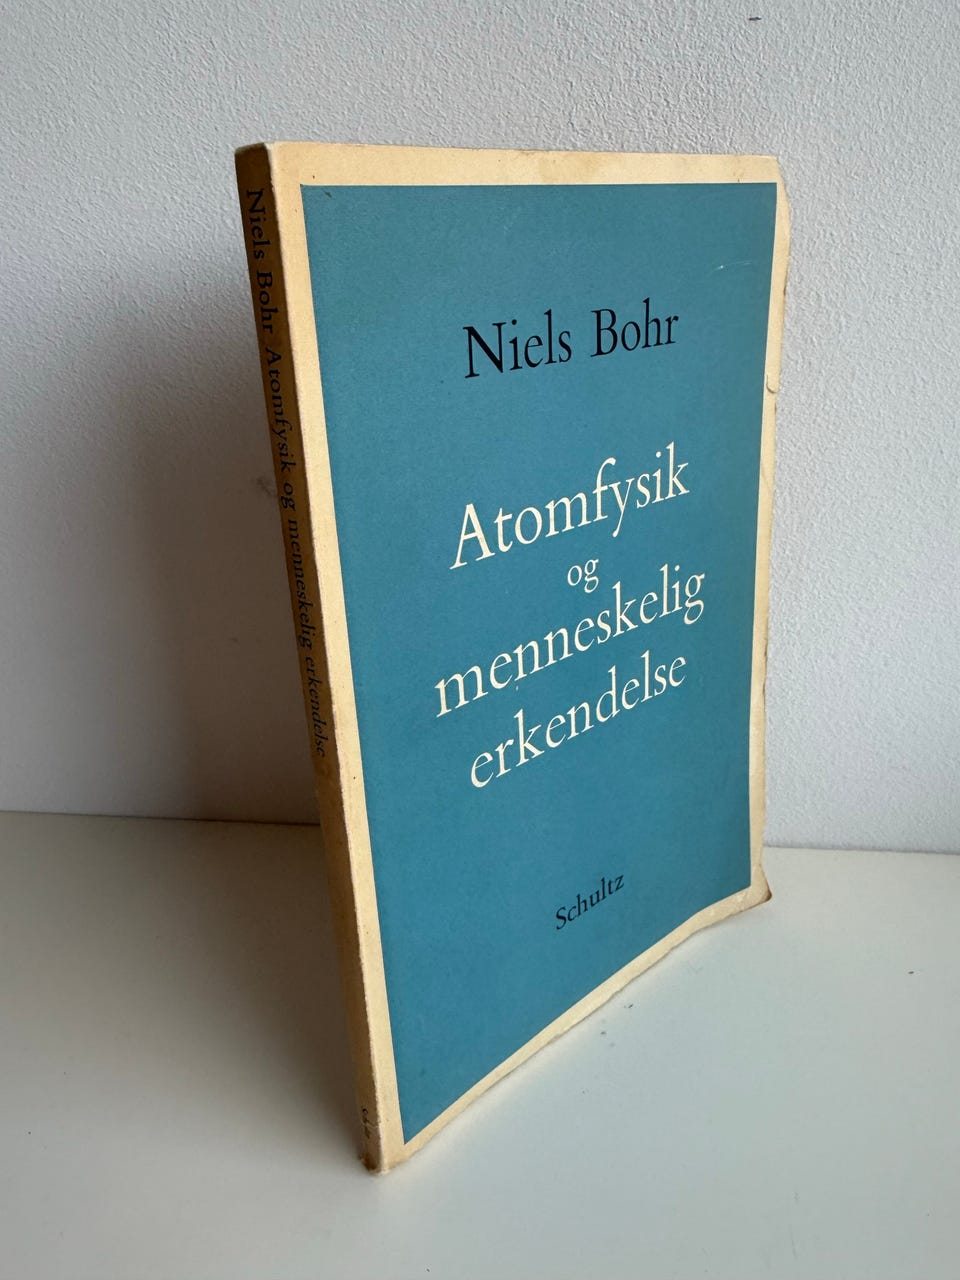 Niels Bohr Atomfysik og menneskelig erkendelse
Niels Bohr
Atomfysik
og
menneskelig
erkendelse
Schultz